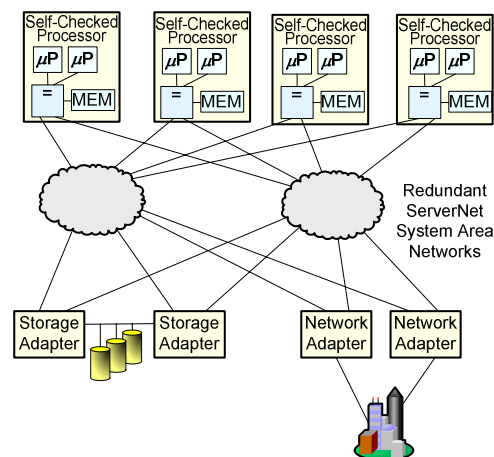 Self-Checked
Processor
μP μP
=
MEM
Self-Checked
Processor
μP μP
=
MEM
Self-Checked
Processor
μP μP
=
MEM
Self-Checked
Processor
μP μP
=
MEM
Redundant
ServerNet
System Area
Networks
Storage
Adapter
Storage
Adapter
Network
Adapter
Network
Adapter